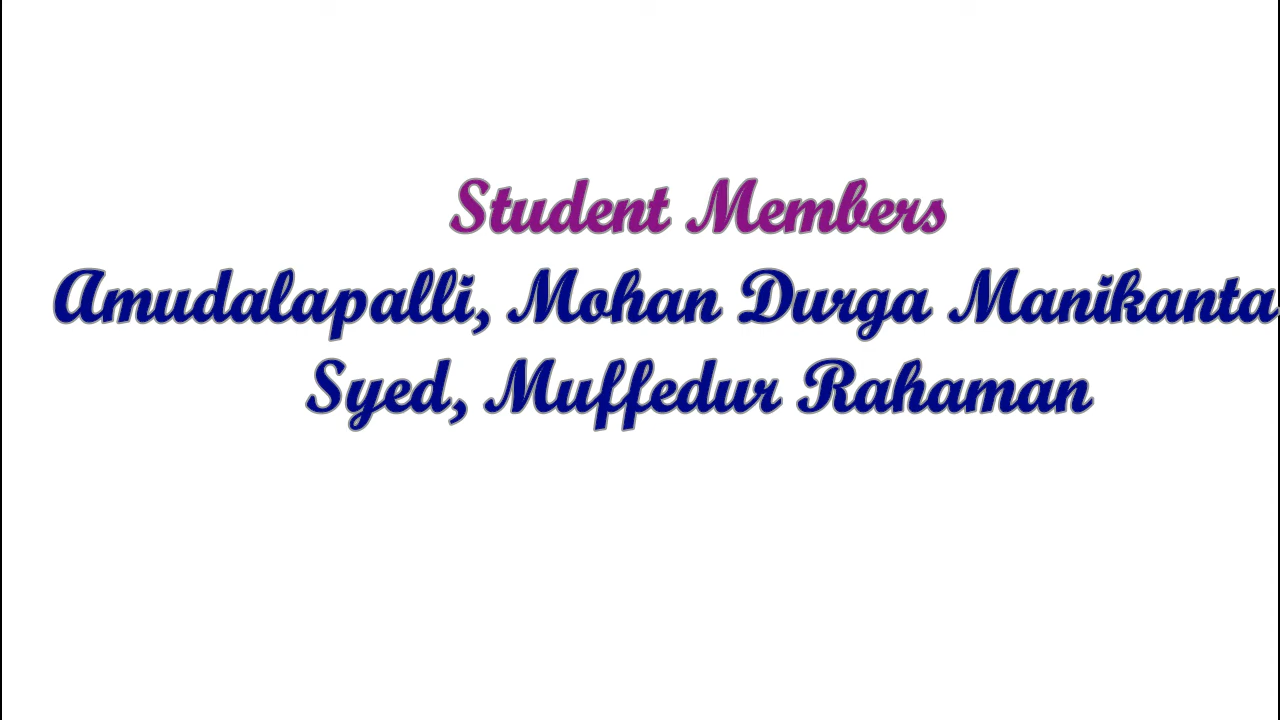 Student Members
Amudalapalli, Mohan Durga Manikanta
Syed, Muffedur Rahaman